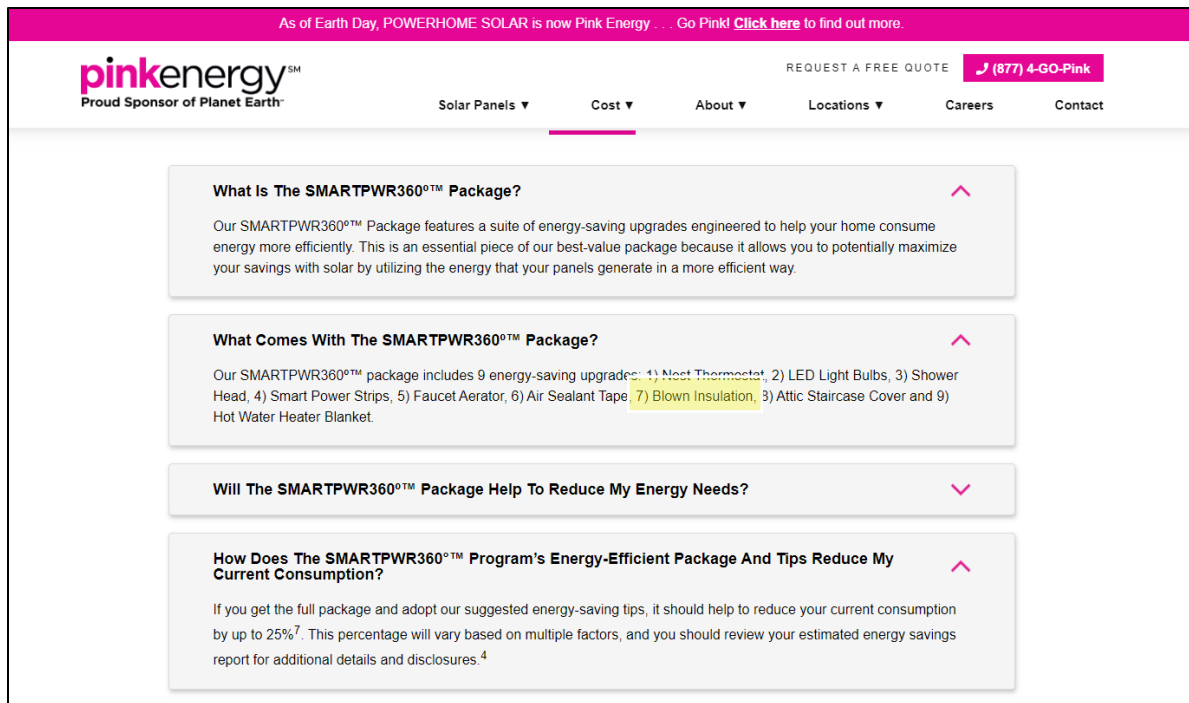 As of Earth Day, POWERHOME SOLAR is now Pink Energy . . . Go Pink! Click here to find out more.
pinkenergy℠
Proud Sponsor of Planet Earth
REQUEST A FREE QUOTE
(877) 4-GO-Pink
Solar Panels ▼ Cost ▼ About ▼ Locations ▼ Careers Contact
What Is The SMARTPWR360º™ Package?
Our SMARTPWR360º™ Package features a suite of energy-saving upgrades engineered to help your home consume
energy more efficiently. This is an essential piece of our best-value package because it allows you to potentially maximize
your savings with solar by utilizing the energy that your panels generate in a more efficient way.
What Comes With The SMARTPWR360º™ Package?
Our SMARTPWR360º™ package includes 9 energy-saving upgrades: 1) Nest Thermostat, 2) LED Light Bulbs, 3) Shower
Head, 4) Smart Power Strips, 5) Faucet Aerator, 6) Air Sealant Tape, 7) Blown Insulation, 8) Attic Staircase Cover and 9)
Hot Water Heater Blanket.
Will The SMARTPWR360º™ Package Help To Reduce My Energy Needs?
How Does The SMARTPWR360°™ Program's Energy-Efficient Package And Tips Reduce My
Current Consumption?
If you get the full package and adopt our suggested energy-saving tips, it should help to reduce your current consumption
by up to 25%⁷. This percentage will vary based on multiple factors, and you should review your estimated energy savings
report for additional details and disclosures.⁴